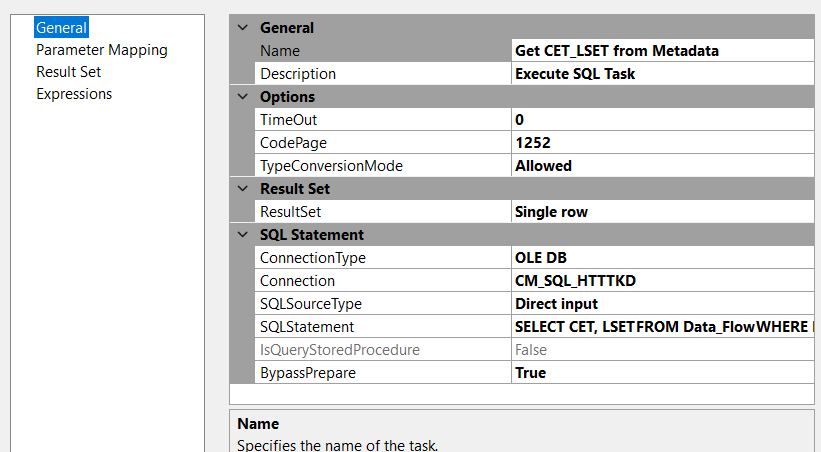 General
Parameter Mapping
Result Set
Expressions
General
Name Get CET_LSET from Metadata
Description Execute SQL Task
Options
TimeOut 0
CodePage 1252
TypeConversionMode Allowed
Result Set
ResultSet Single row
SQL Statement
ConnectionType OLE DB
Connection CM_SQL_HTTTKD
SQLSourceType Direct input
SQLStatement SELECT CET, LSETFROM Data_FlowWHERE
IsQueryStoredProcedure False
BypassPrepare True
Name
Specifies the name of the task.